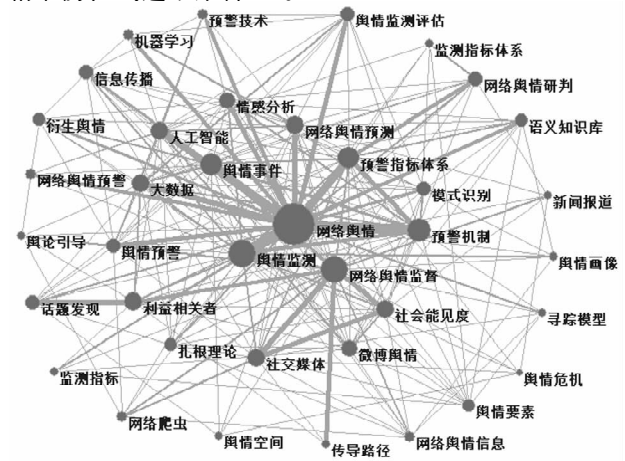 预警技术
舆情监测评估
机器学习
监测指标体系
信息传播
网络舆情研判
情感分析
衍生舆情
人工智能
网络舆情预测
语义知识库
舆情事件
预警指标体系
网络舆情预警
大数据
模式识别
新闻报道
网络舆情
预警机制
舆论引导
舆情预警
舆情监测
舆情画像
网络舆情监督
话题发现
利益相关者
社会能见度
寻踪模型
扎根理论
社交媒体
微博舆情
监测指标
舆情危机
网络爬虫
舆情要素
舆情空间
传导路径
网络舆情信息